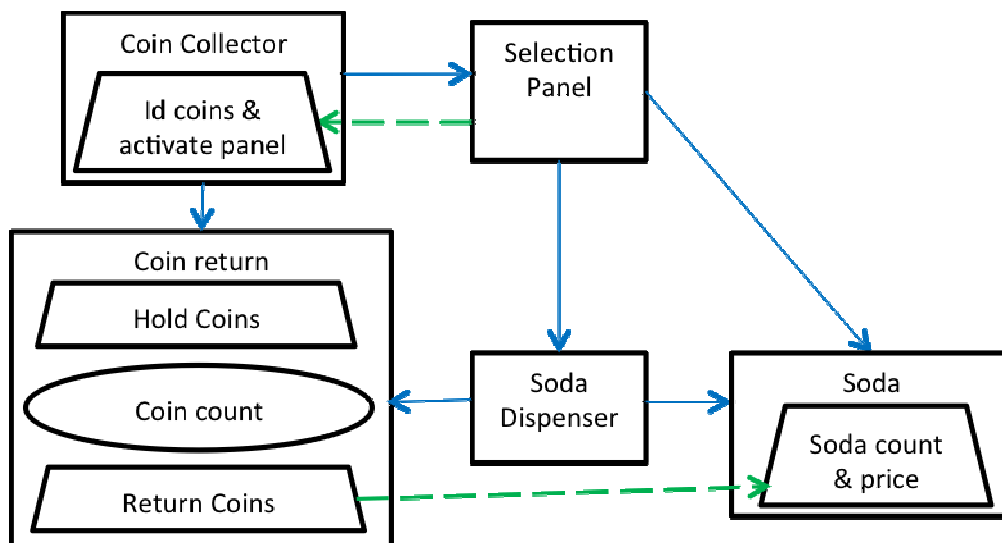 Coin Collector
Id coins &
activate panel
Selection
Panel
Coin return
Hold Coins
Coin count
Return Coins
Soda
Dispenser
Soda
Soda count
& price